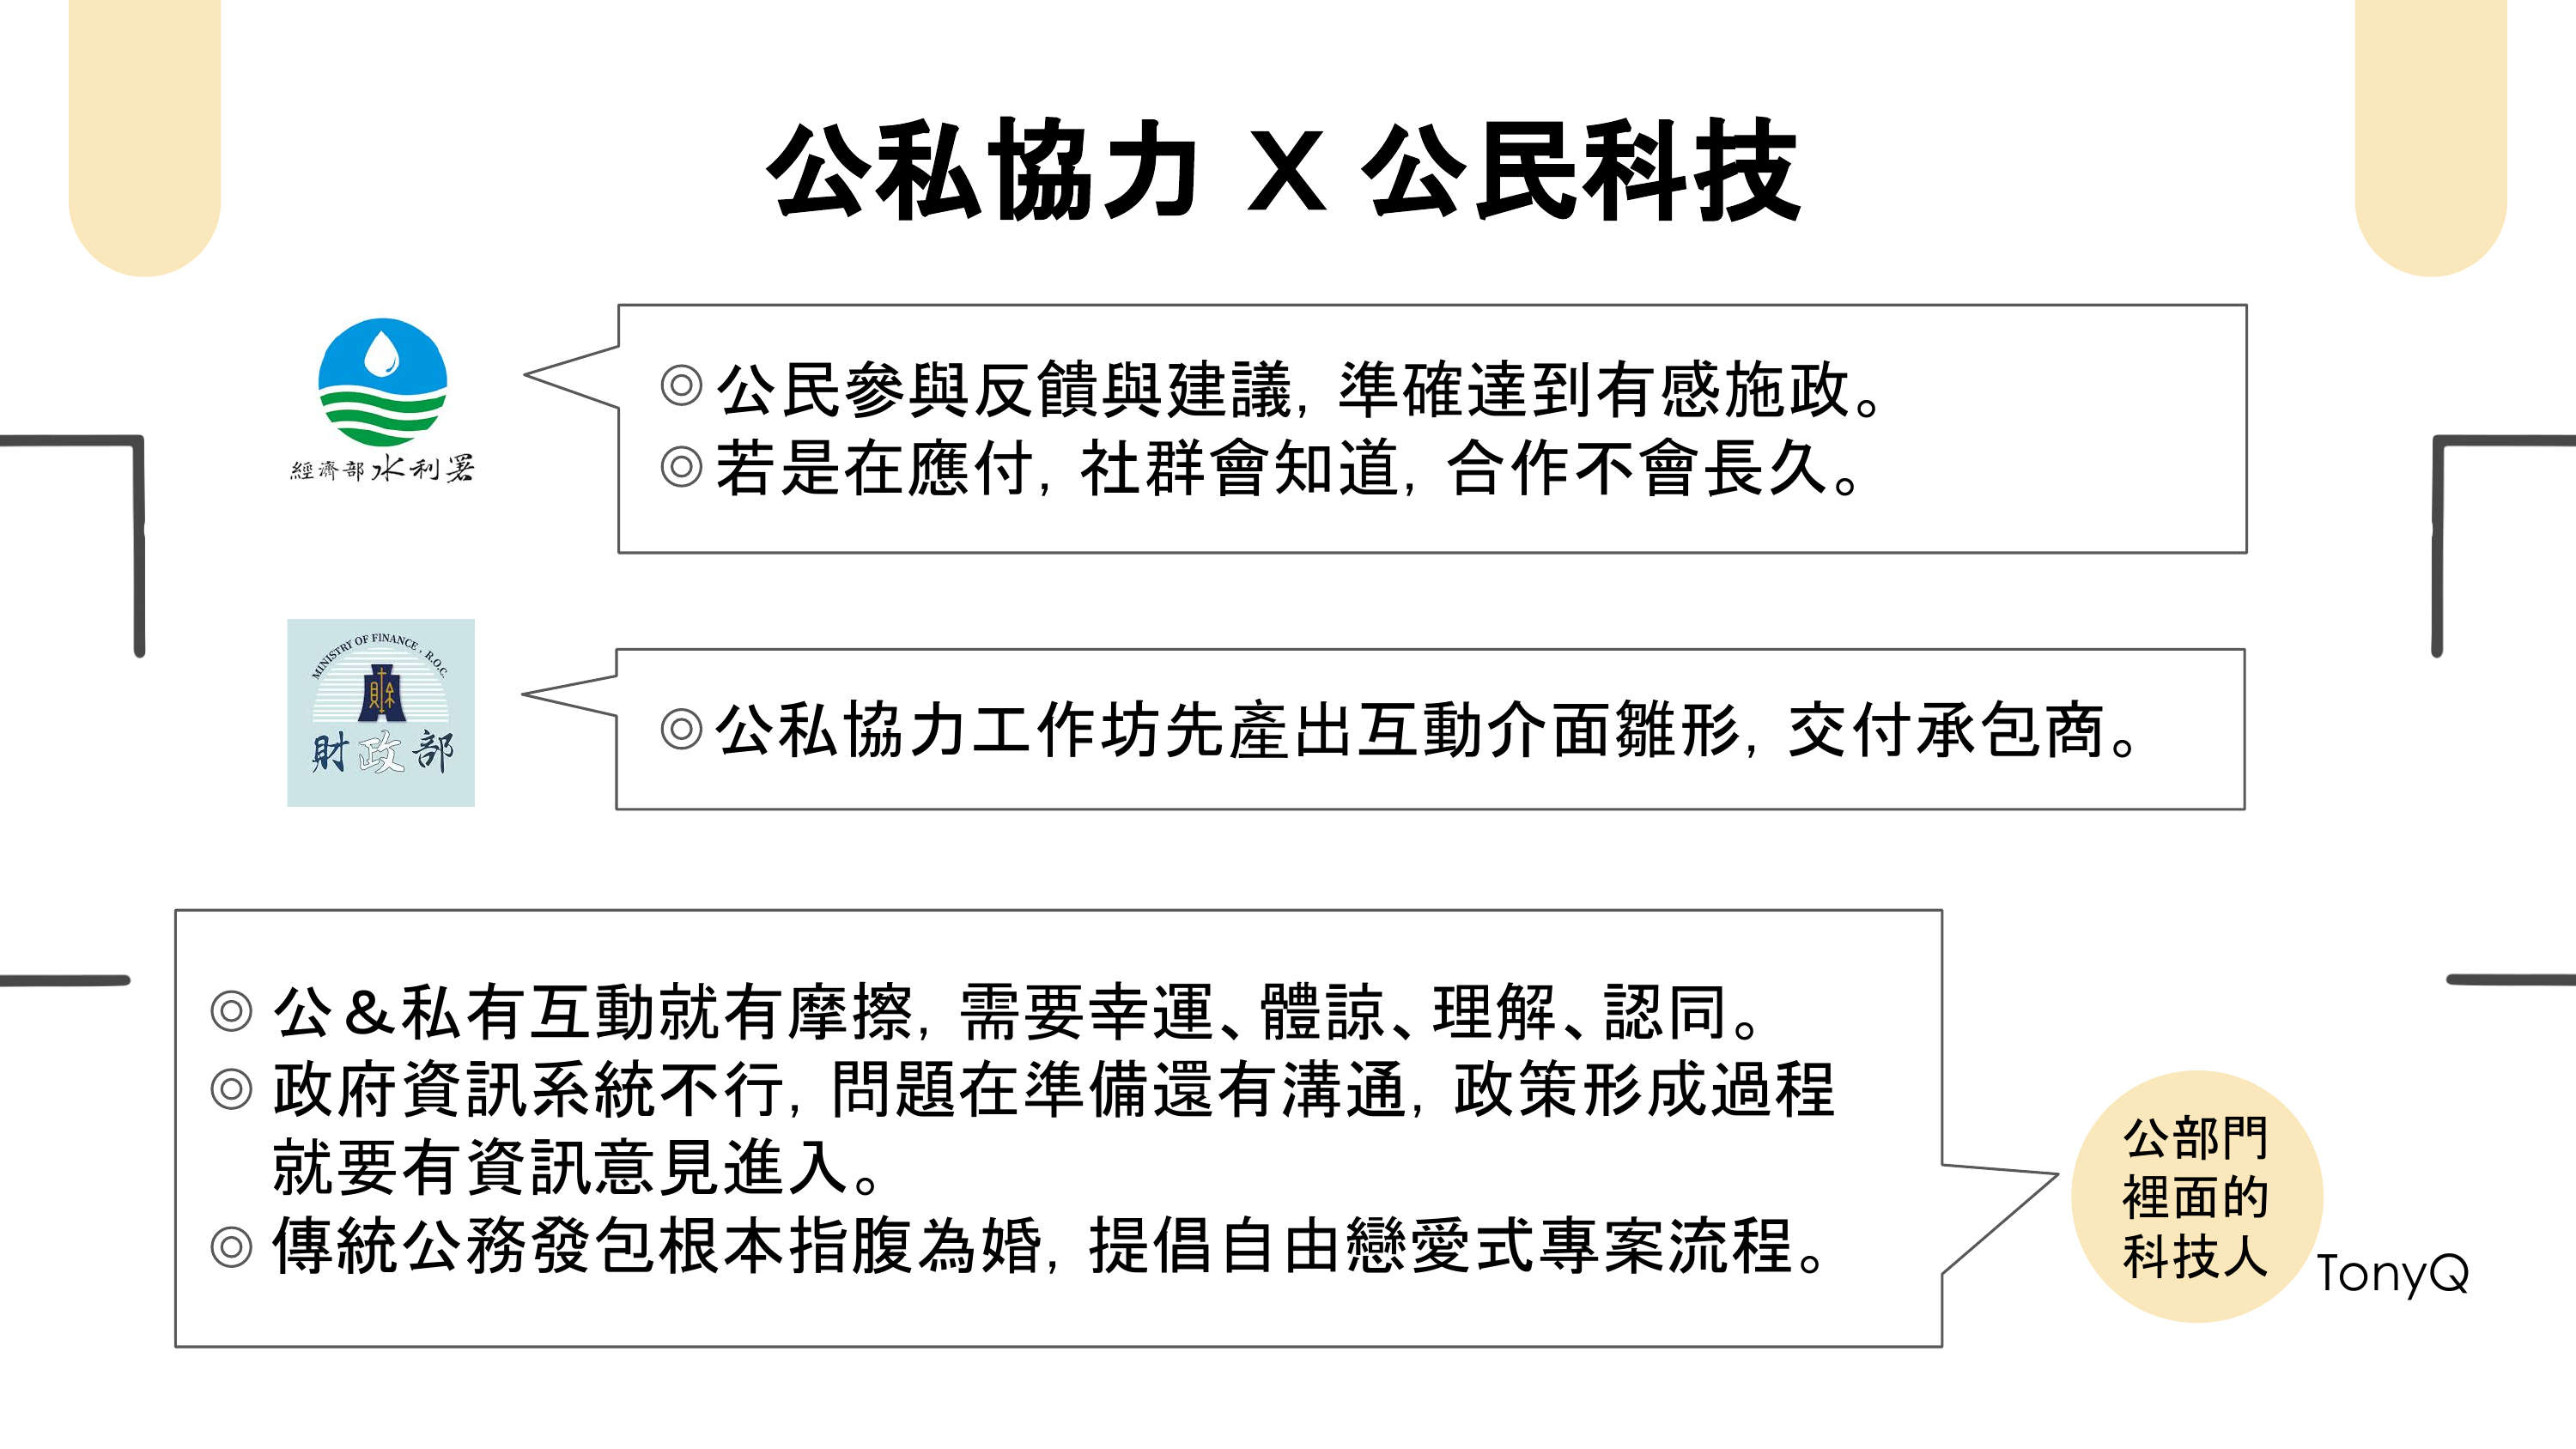 公私協力 X 公民科技
經濟部水利署
◎公民參與反饋與建議，準確達到有感施政。
◎若是在應付，社群會知道，合作不會長久。
MINISTRY OF FINANCE , R.O.C.
財
財政部
◎公私協力工作坊先產出互動介面雛形，交付承包商。
◎ 公&私有互動就有摩擦，需要幸運、體諒、理解、認同。
◎ 政府資訊系統不行，問題在準備還有溝通，政策形成過程
就要有資訊意見進入。
◎ 傳統公務發包根本指腹為婚，提倡自由戀愛式專案流程。
公部門
裡面的
科技人
TonyQ